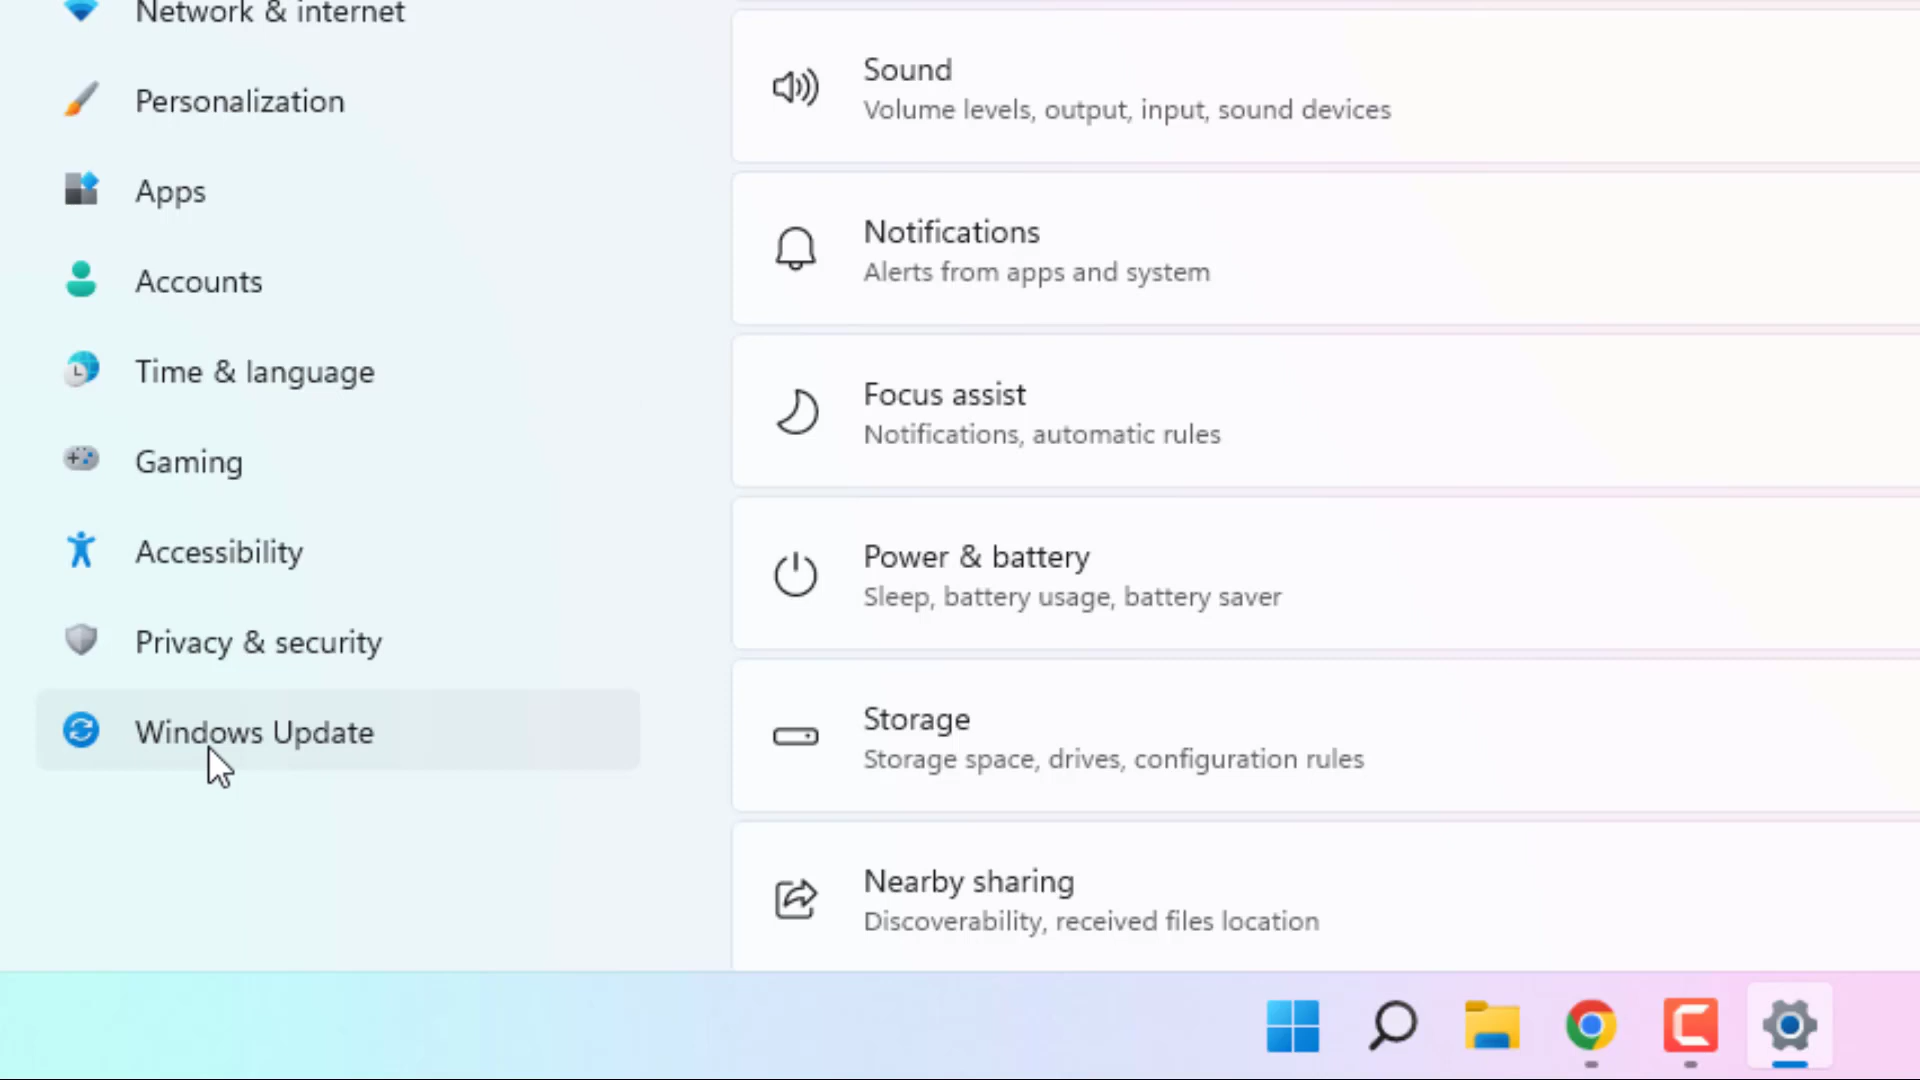 Network & internet
Personalization
Apps
Accounts
Time & language
Gaming
Accessibility
Privacy & security
Windows Update
Sound
Volume levels, output, input, sound devices
Notifications
Alerts from apps and system
Focus assist
Notifications, automatic rules
Power & battery
Sleep, battery usage, battery saver
Storage
Storage space, drives, configuration rules
Nearby sharing
Discoverability, received files location